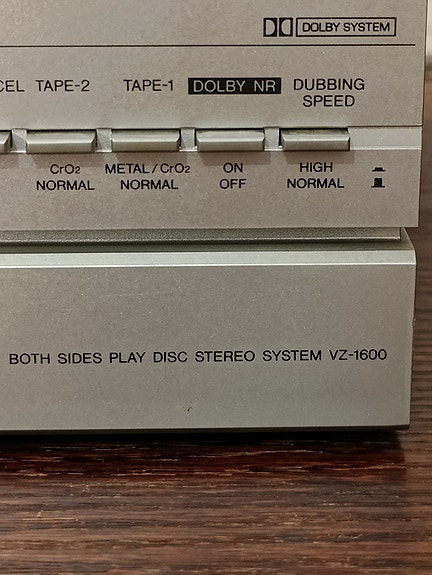 DOLBY SYSTEM
CEL TAPE-2 TAPE-1 DOLBY NR DUBBING
SPEED
CrO2 METAL/CrO2 ON HIGH
NORMAL NORMAL OFF NORMAL
BOTH SIDES PLAY DISC STEREO SYSTEM VZ-1600